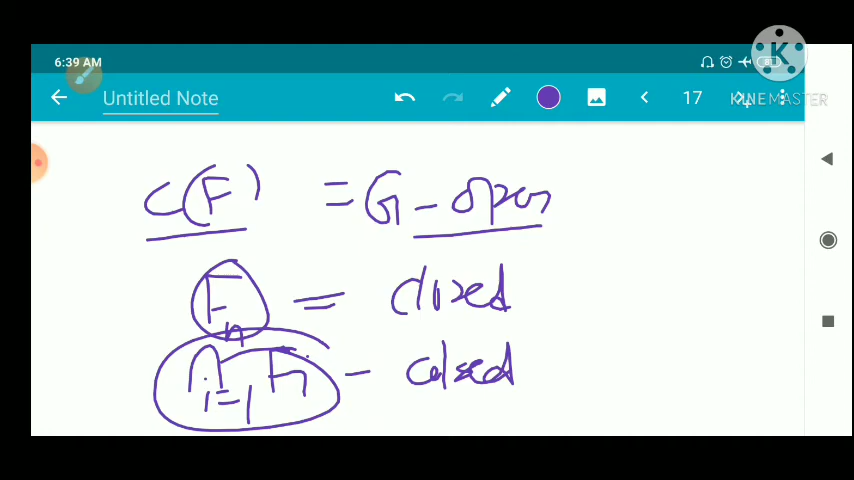 6:39 AM
K
KINEMASTER
Untitled Note
17
C(F) = G - open
Fn = closed
∩ i=1 Fi - closed